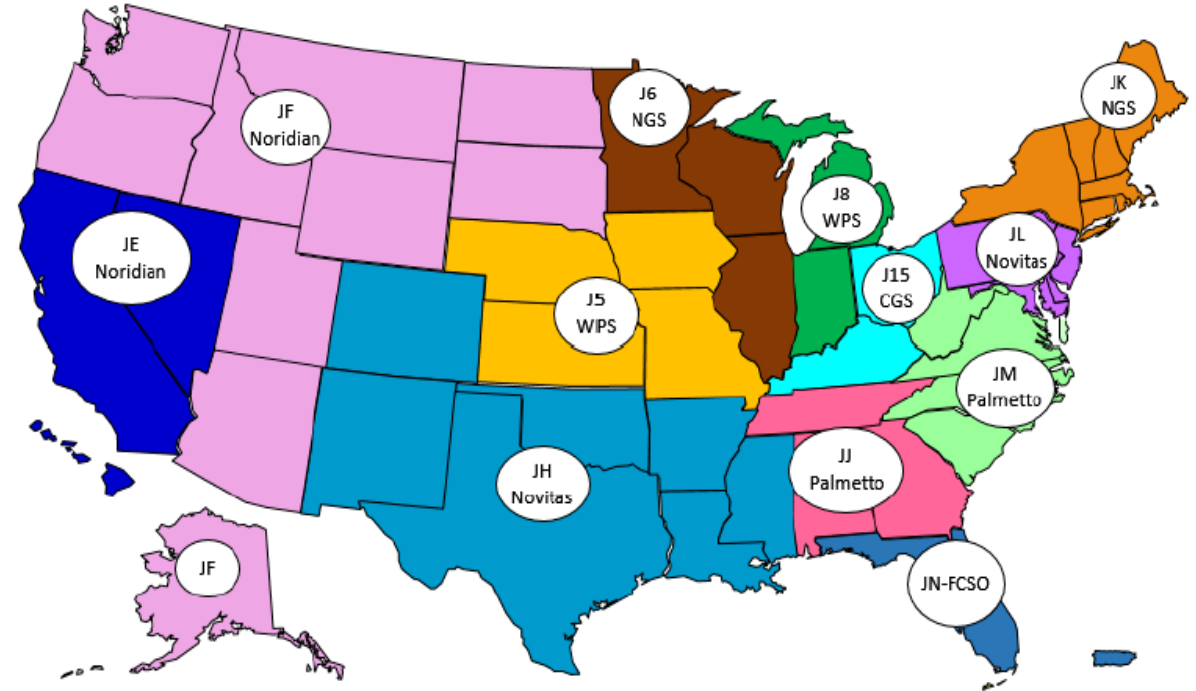 JK
NGS
J6
NGS
JF
Noridian
J8
WPS
JE
Noridian
JL
Novitas
J15
CGS
J5
WPS
JM
Palmetto
JJ
Palmetto
JH
Novitas
JF
JN-FCSO